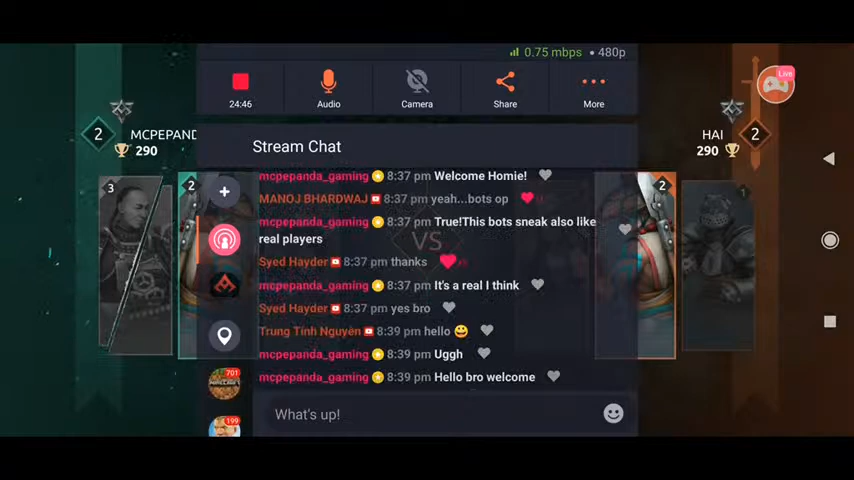 0.75 mbps • 480p
Live
24:46
Audio
Camera
Share
More
2
MCPEPAND
290
HAI
2
290
Stream Chat
3
2
2
1
VS
mcpepanda_gaming 8:37 pm Welcome Homie!
MANOJ BHARDWAJ 8:37 pm yeah...bots op
mcpepanda_gaming 8:37 pm True!This bots sneak also like
real players
Syed Hayder 8:37 pm thanks
mcpepanda_gaming 8:37 pm It's a real I think
Syed Hayder 8:37 pm yes bro
Trung Tính Nguyên 8:39 pm hello
mcpepanda_gaming 8:39 pm Uggh
mcpepanda_gaming 8:39 pm Hello bro welcome
701
199
What's up!